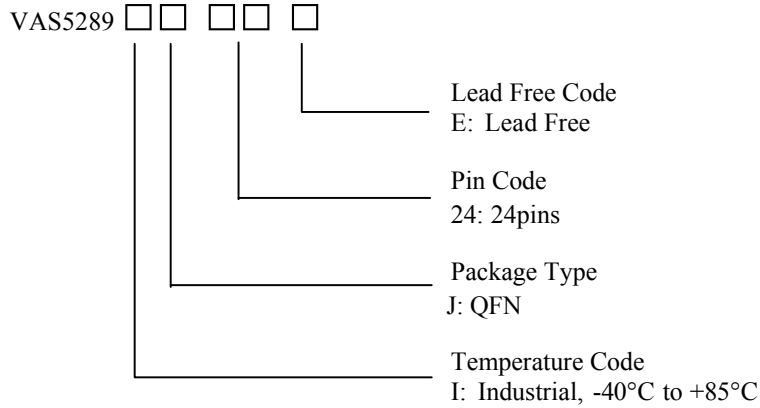 VAS5289
Lead Free Code
E: Lead Free
Pin Code
24: 24pins
Package Type
J: QFN
Temperature Code
I: Industrial, -40°C to +85°C